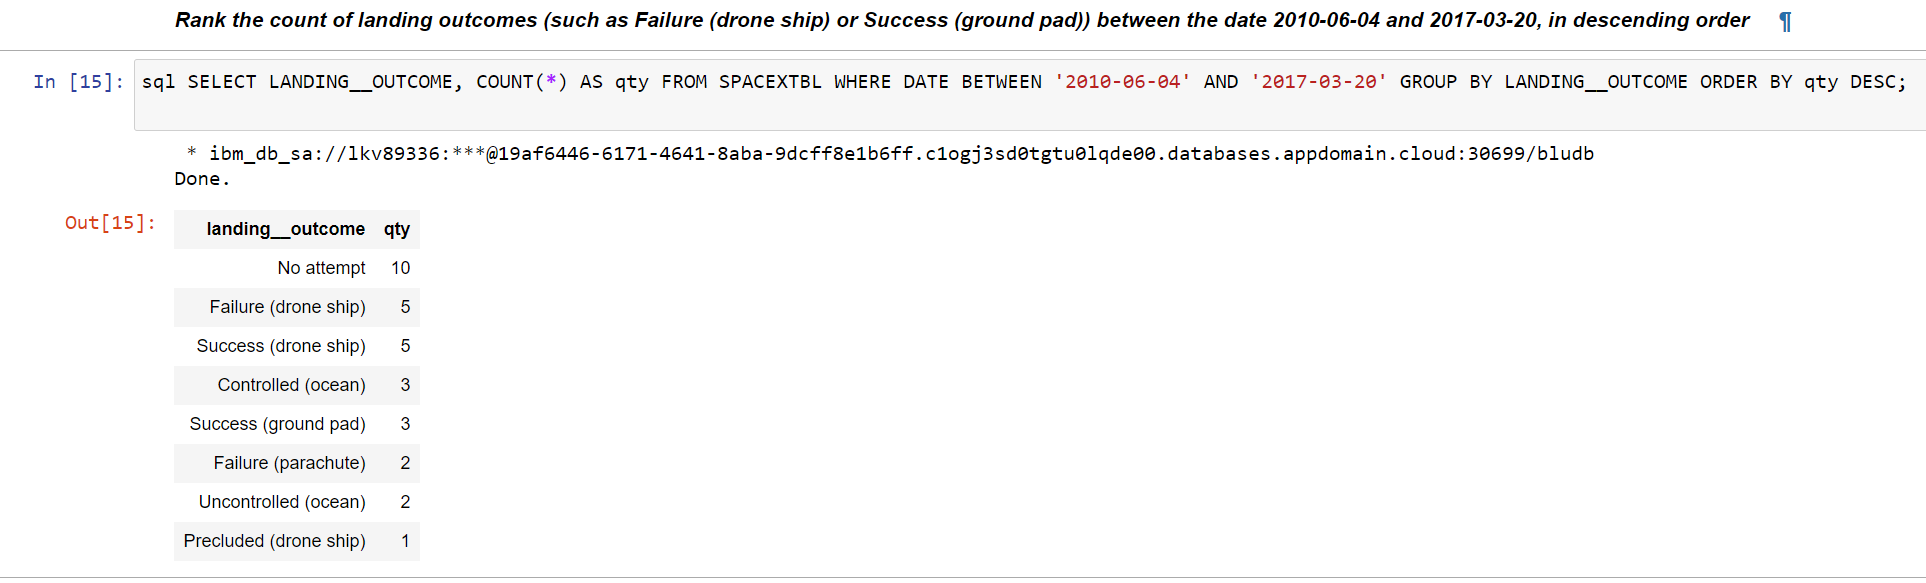 Rank the count of landing outcomes (such as Failure (drone ship) or Success (ground pad)) between the date 2010-06-04 and 2017-03-20, in descending order ¶
In [15]: sql SELECT LANDING__OUTCOME, COUNT(*) AS qty FROM SPACEXTBL WHERE DATE BETWEEN '2010-06-04' AND '2017-03-20' GROUP BY LANDING__OUTCOME ORDER BY qty DESC;
* ibm_db_sa://lkv89336:***@19af6446-6171-4641-8aba-9dcff8e1b6ff.c1ogj3sd0tgtu0lqde00.databases.appdomain.cloud:30699/bludb
Done.
Out[15]:
landing__outcome qty
No attempt 10
Failure (drone ship) 5
Success (drone ship) 5
Controlled (ocean) 3
Success (ground pad) 3
Failure (parachute) 2
Uncontrolled (ocean) 2
Precluded (drone ship) 1